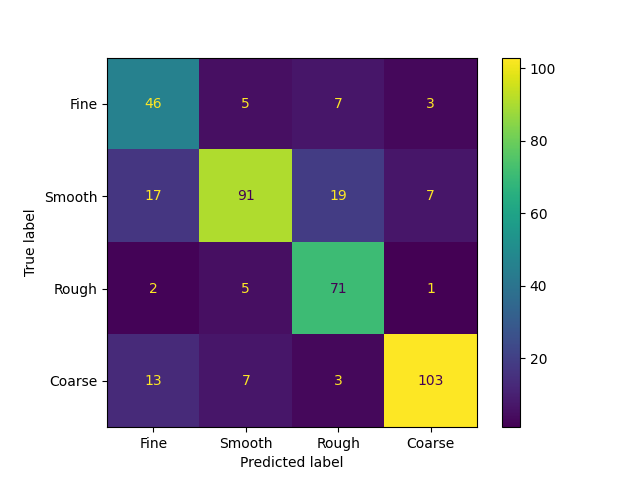 100
Fine 46 5 7 3
80
Smooth 17 91 19 7
60
True label
Rough 2 5 71 1
40
Coarse 13 7 3 103
20
Fine Smooth Rough Coarse
Predicted label